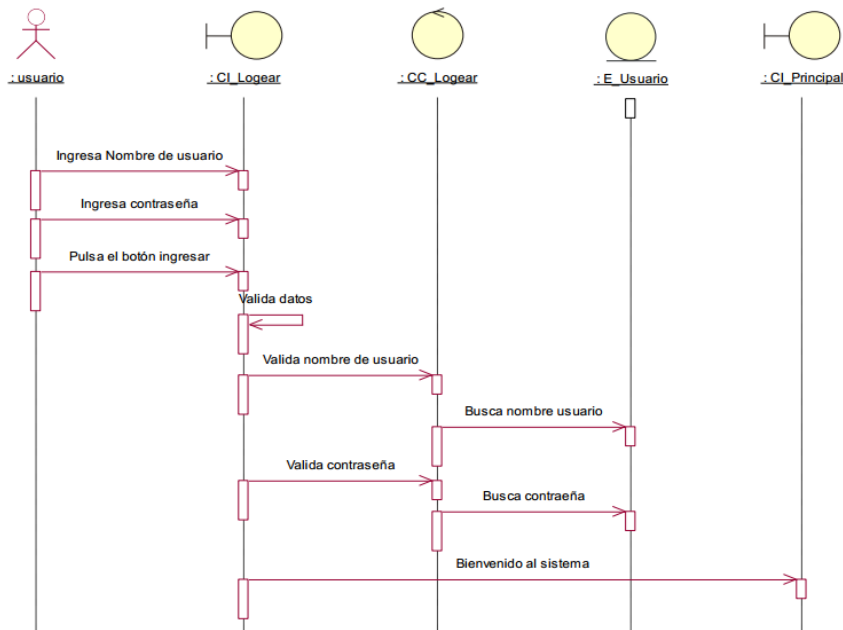 : usuario
: CI_Logear
: CC_Logear
: E_Usuario
: CI_Principal
Ingresa Nombre de usuario
Ingresa contraseña
Pulsa el botón ingresar
Valida datos
Valida nombre de usuario
Busca nombre usuario
Valida contraseña
Busca contraeña
Bienvenido al sistema